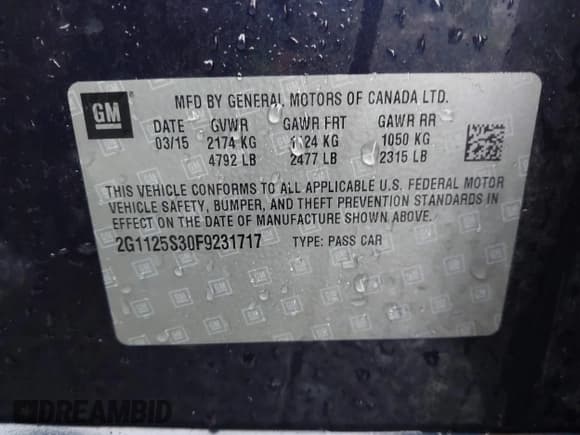 GM
MFD BY GENERAL MOTORS OF CANADA LTD.
DATE GVWR GAWR FRT GAWR RR
03/15 2174 KG 1124 KG 1050 KG
4792 LB 2477 LB 2315 LB
THIS VEHICLE CONFORMS TO ALL APPLICABLE U.S. FEDERAL MOTOR
VEHICLE SAFETY, BUMPER, AND THEFT PREVENTION STANDARDS IN
EFFECT ON THE DATE OF MANUFACTURE SHOWN ABOVE.
2G1125S30F9231717 TYPE: PASS CAR
DREAMBID